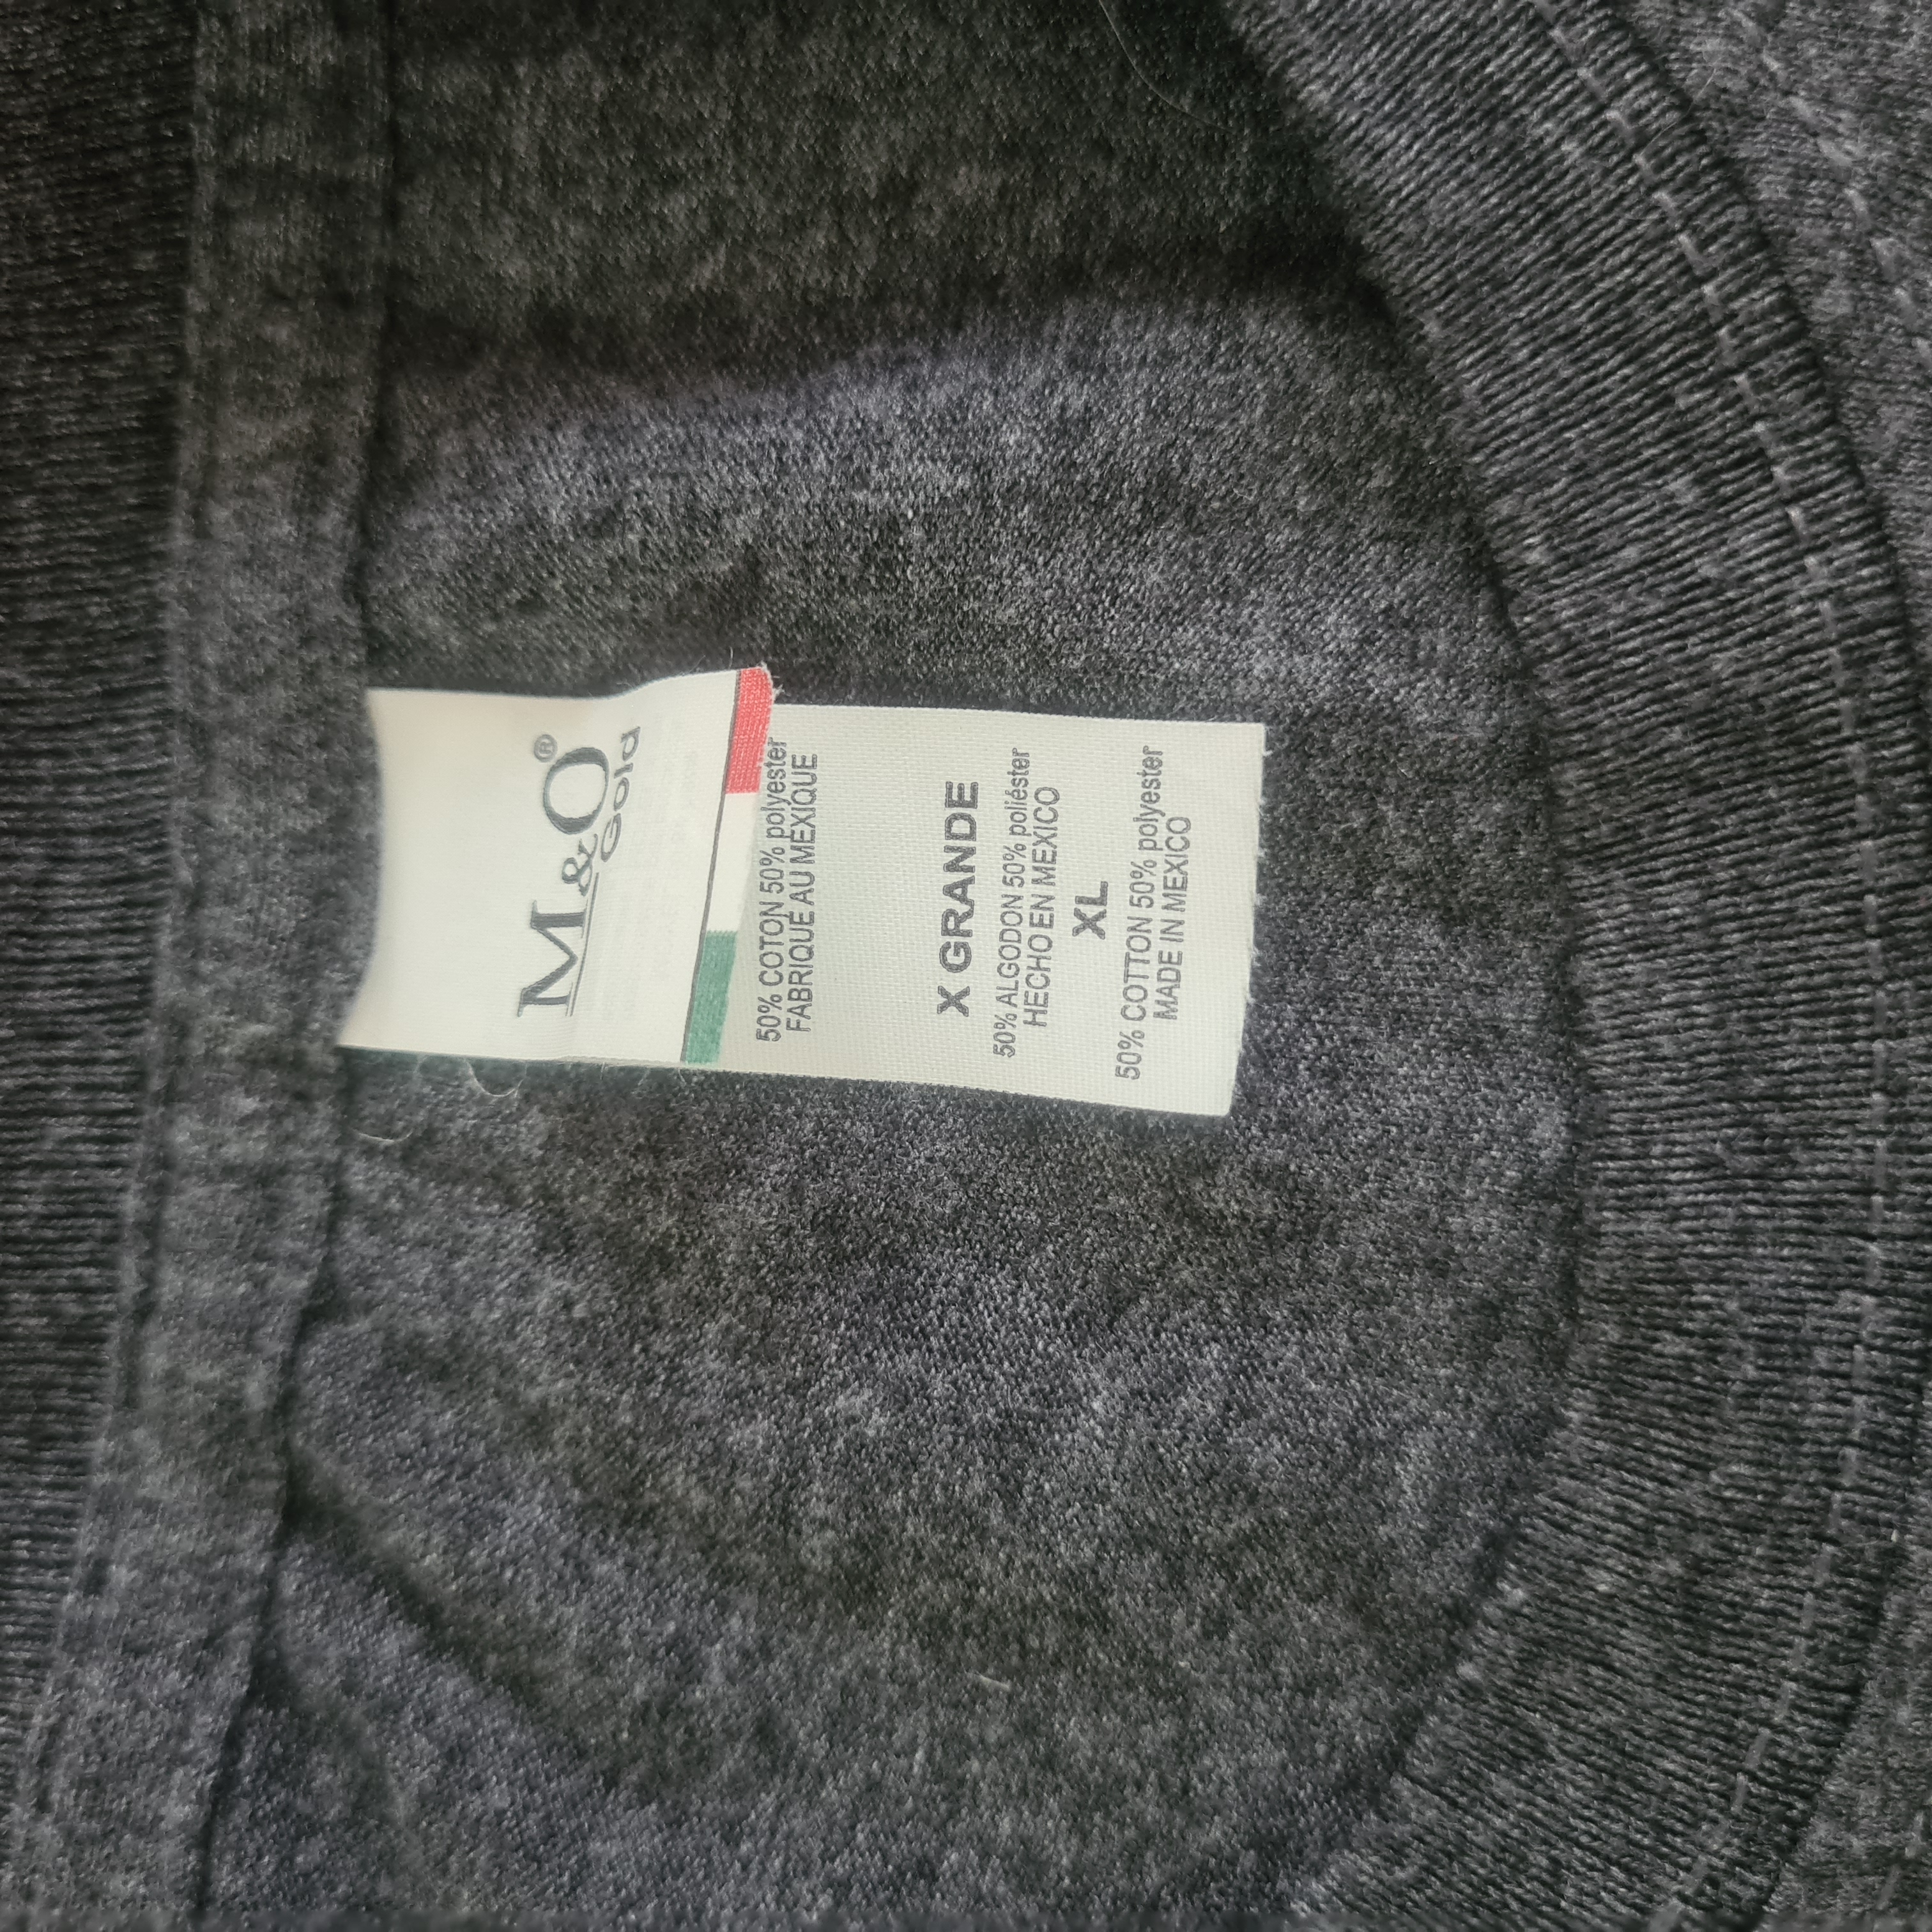 M&O®
Gold
50% COTON 50% polyester
FABRIQUE AU MEXIQUE
X GRANDE
50% ALGODON 50% poliéster
HECHO EN MEXICO
XL
50% COTTON 50% polyester
MADE IN MEXICO